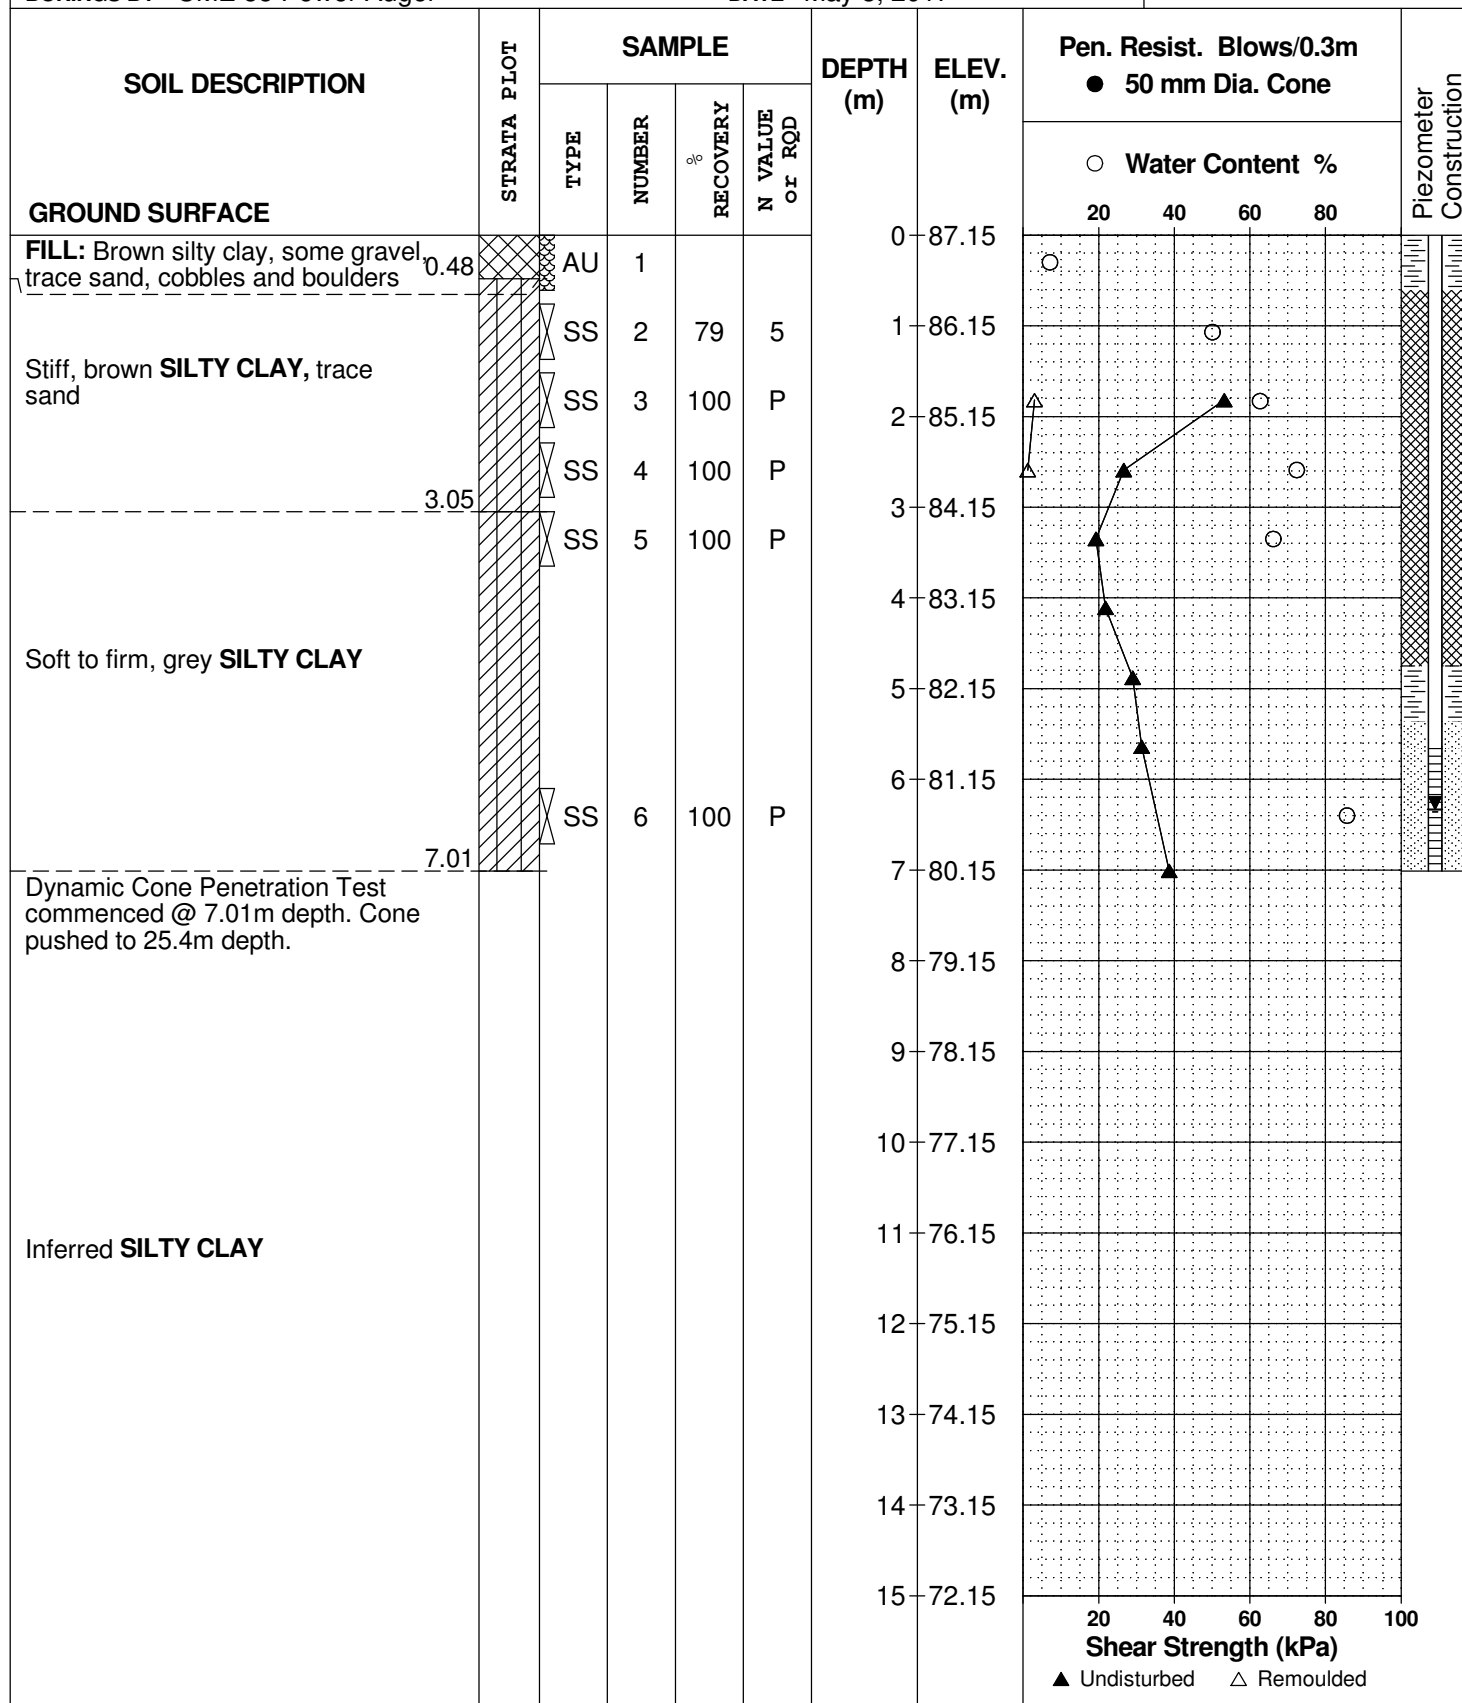 SOIL DESCRIPTION
GROUND SURFACE
STRATA PLOT
SAMPLE
TYPE
NUMBER
% RECOVERY
N VALUE
or RQD
DEPTH
(m)
ELEV.
(m)
Pen. Resist. Blows/0.3m
● 50 mm Dia. Cone
○ Water Content %
20 40 60 80
Piezometer
Construction
FILL: Brown silty clay, some gravel,
trace sand, cobbles and boulders 0.48
AU 1
0 87.15
SS 2 79 5
1 86.15
Stiff, brown SILTY CLAY, trace
sand
SS 3 100 P
2 85.15
SS 4 100 P
3.05
3 84.15
SS 5 100 P
4 83.15
Soft to firm, grey SILTY CLAY
5 82.15
6 81.15
SS 6 100 P
7.01
7 80.15
Dynamic Cone Penetration Test
commenced @ 7.01m depth. Cone
pushed to 25.4m depth.
8 79.15
9 78.15
10 77.15
11 76.15
Inferred SILTY CLAY
12 75.15
13 74.15
14 73.15
15 72.15
20 40 60 80 100
Shear Strength (kPa)
▲ Undisturbed △ Remoulded